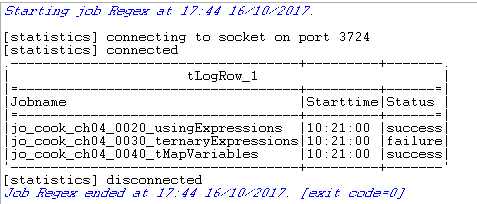 Starting job Regex at 17:44 16/10/2017.
[statistics] connecting to socket on port 3724
[statistics] connected
.------------------------------------+---------+-------.
|                      tLogRow_1                       |
|=-----------------------------------+---------+------=|
|Jobname                             |Starttime|Status |
|=-----------------------------------+---------+------=|
|jo_cook_ch04_0020_usingExpressions  |10:21:00 |success|
|jo_cook_ch04_0030_ternaryExpressions|10:21:00 |failure|
|jo_cook_ch04_0040_tMapVariables     |10:21:00 |success|
'------------------------------------+---------+-------'
[statistics] disconnected
Job Regex ended at 17:44 16/10/2017. [exit code=0]